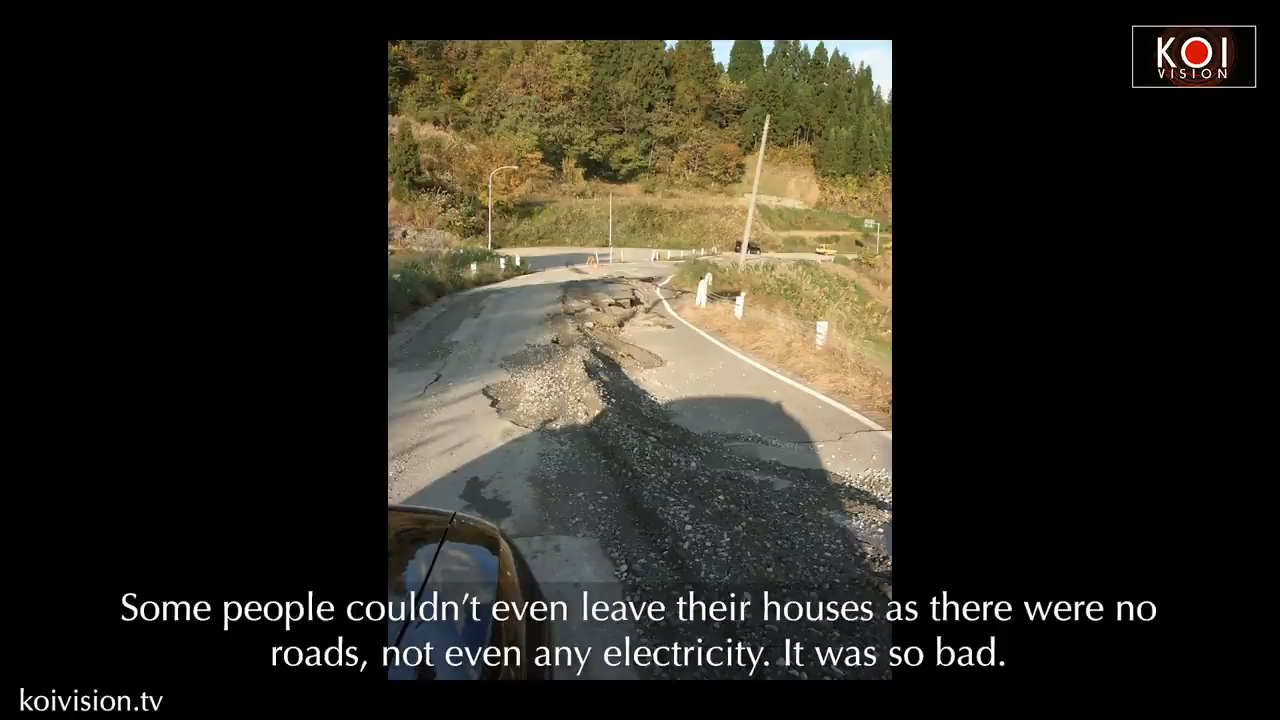 KOI
VISION
Some people couldn't even leave their houses as there were no
roads, not even any electricity. It was so bad.
koivision.tv